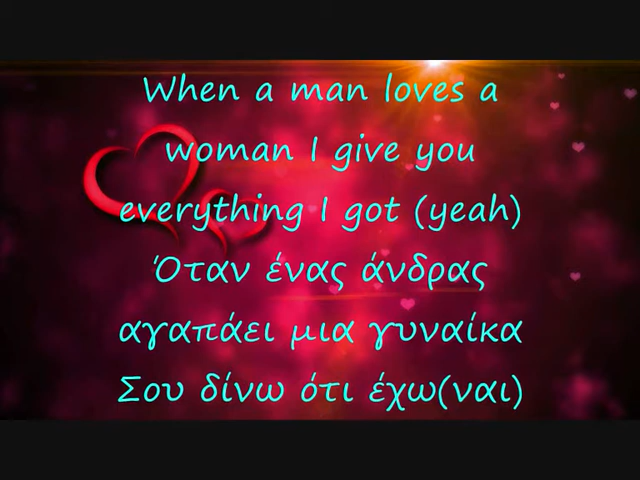 When a man loves a
woman I give you
everything I got (yeah)
Όταν ένας άνδρας
αγαπάει μια γυναίκα
Σου δίνω ότι έχω(ναι)